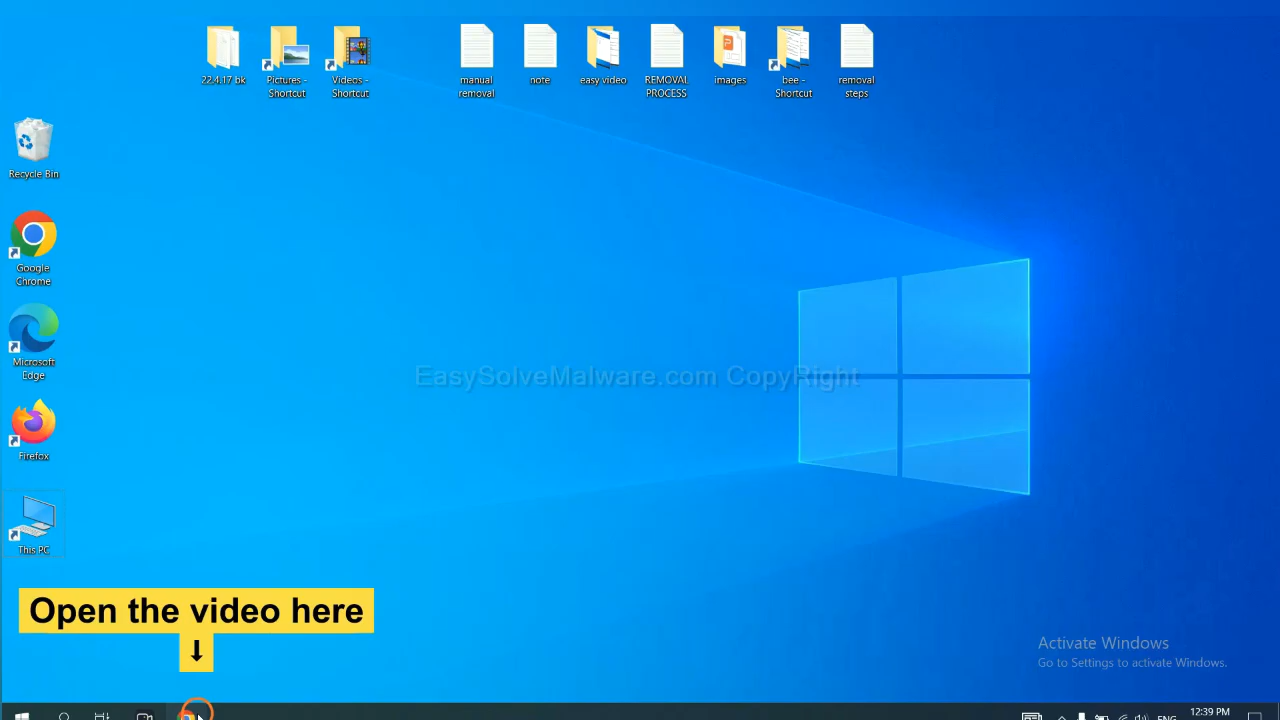 22.4.17 bk
Pictures -
Shortcut
Videos -
Shortcut
manual
removal
note
easy video
REMOVAL
PROCESS
images
bee -
Shortcut
removal
steps
Recycle Bin
Google
Chrome
Microsoft
Edge
Firefox
This PC
EasySolveMalware.com CopyRight
Open the video here
↓
Activate Windows
Go to Settings to activate Windows.
ENG
12:39 PM